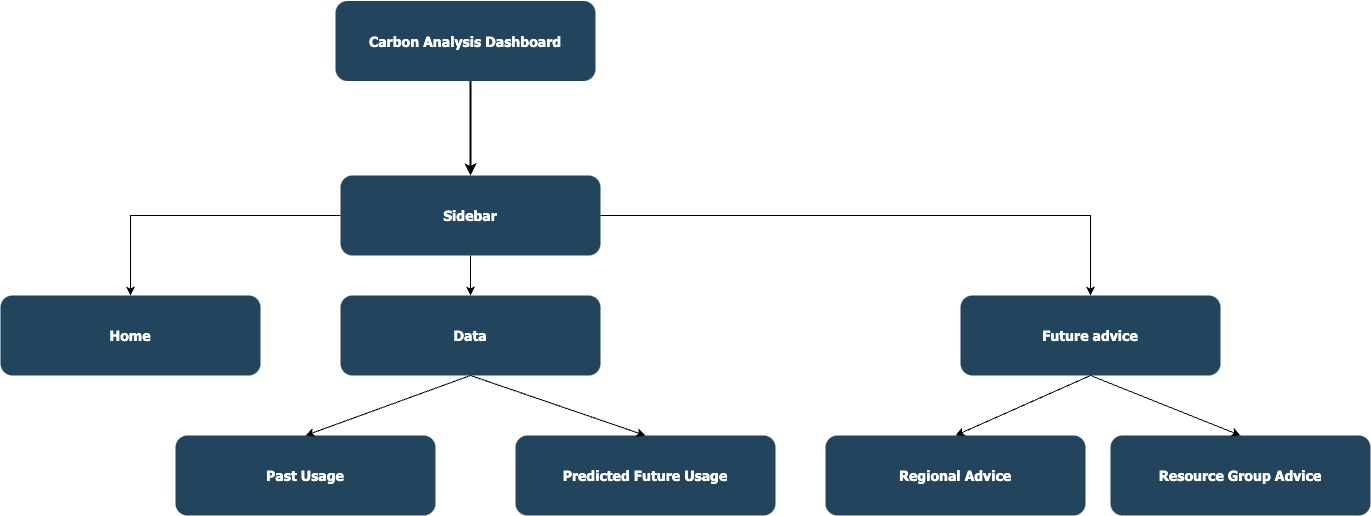 Carbon Analysis Dashboard
Sidebar
Home
Data
Future advice
Past Usage
Predicted Future Usage
Regional Advice
Resource Group Advice